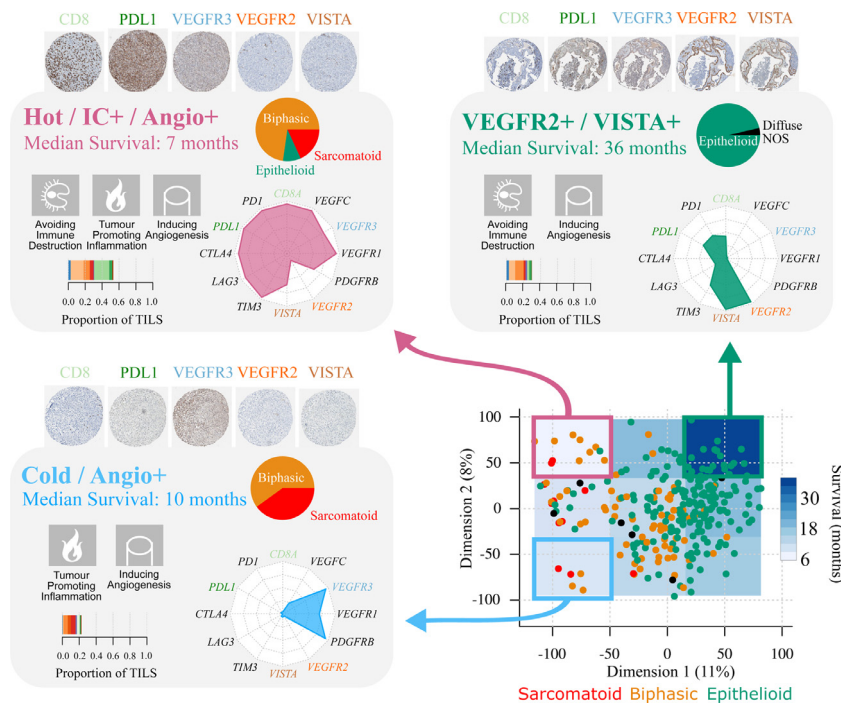 CD8 PDL1 VEGFR3 VEGFR2 VISTA
Hot / IC+ / Angio+
Median Survival: 7 months
Biphasic
Sarcomatoid
Epithelioid
Avoiding
Immune
Destruction
Tumour
Promoting
Inflammation
Inducing
Angiogenesis
0.0 0.2 0.4 0.6 0.8 1.0
Proportion of TILS
CD8A
VEGFC
VEGFR3
VEGFR1
PDGFRB
VEGFR2
VISTA
TIM3
LAG3
CTLA4
PDL1
PD1
CD8 PDL1 VEGFR3 VEGFR2 VISTA
VEGFR2+ / VISTA+
Median Survival: 36 months
Epithelioid
Diffuse
NOS
Avoiding
Immune
Destruction
Inducing
Angiogenesis
0.0 0.2 0.4 0.6 0.8 1.0
Proportion of TILS
CD8A
VEGFC
VEGFR3
VEGFR1
PDGFRB
VEGFR2
VISTA
TIM3
LAG3
CTLA4
PDL1
PD1
CD8 PDL1 VEGFR3 VEGFR2 VISTA
Cold / Angio+
Median Survival: 10 months
Biphasic
Sarcomatoid
Tumour
Promoting
Inflammation
Inducing
Angiogenesis
0.0 0.2 0.4 0.6 0.8 1.0
Proportion of TILS
CD8A
VEGFC
VEGFR3
VEGFR1
PDGFRB
VEGFR2
VISTA
TIM3
LAG3
CTLA4
PDL1
PD1
Dimension 2 (8%)
100
50
0
-50
-100
-100 -50 0 50 100
Dimension 1 (11%)
Sarcomatoid Biphasic Epithelioid
30
18
6
Survival (months)